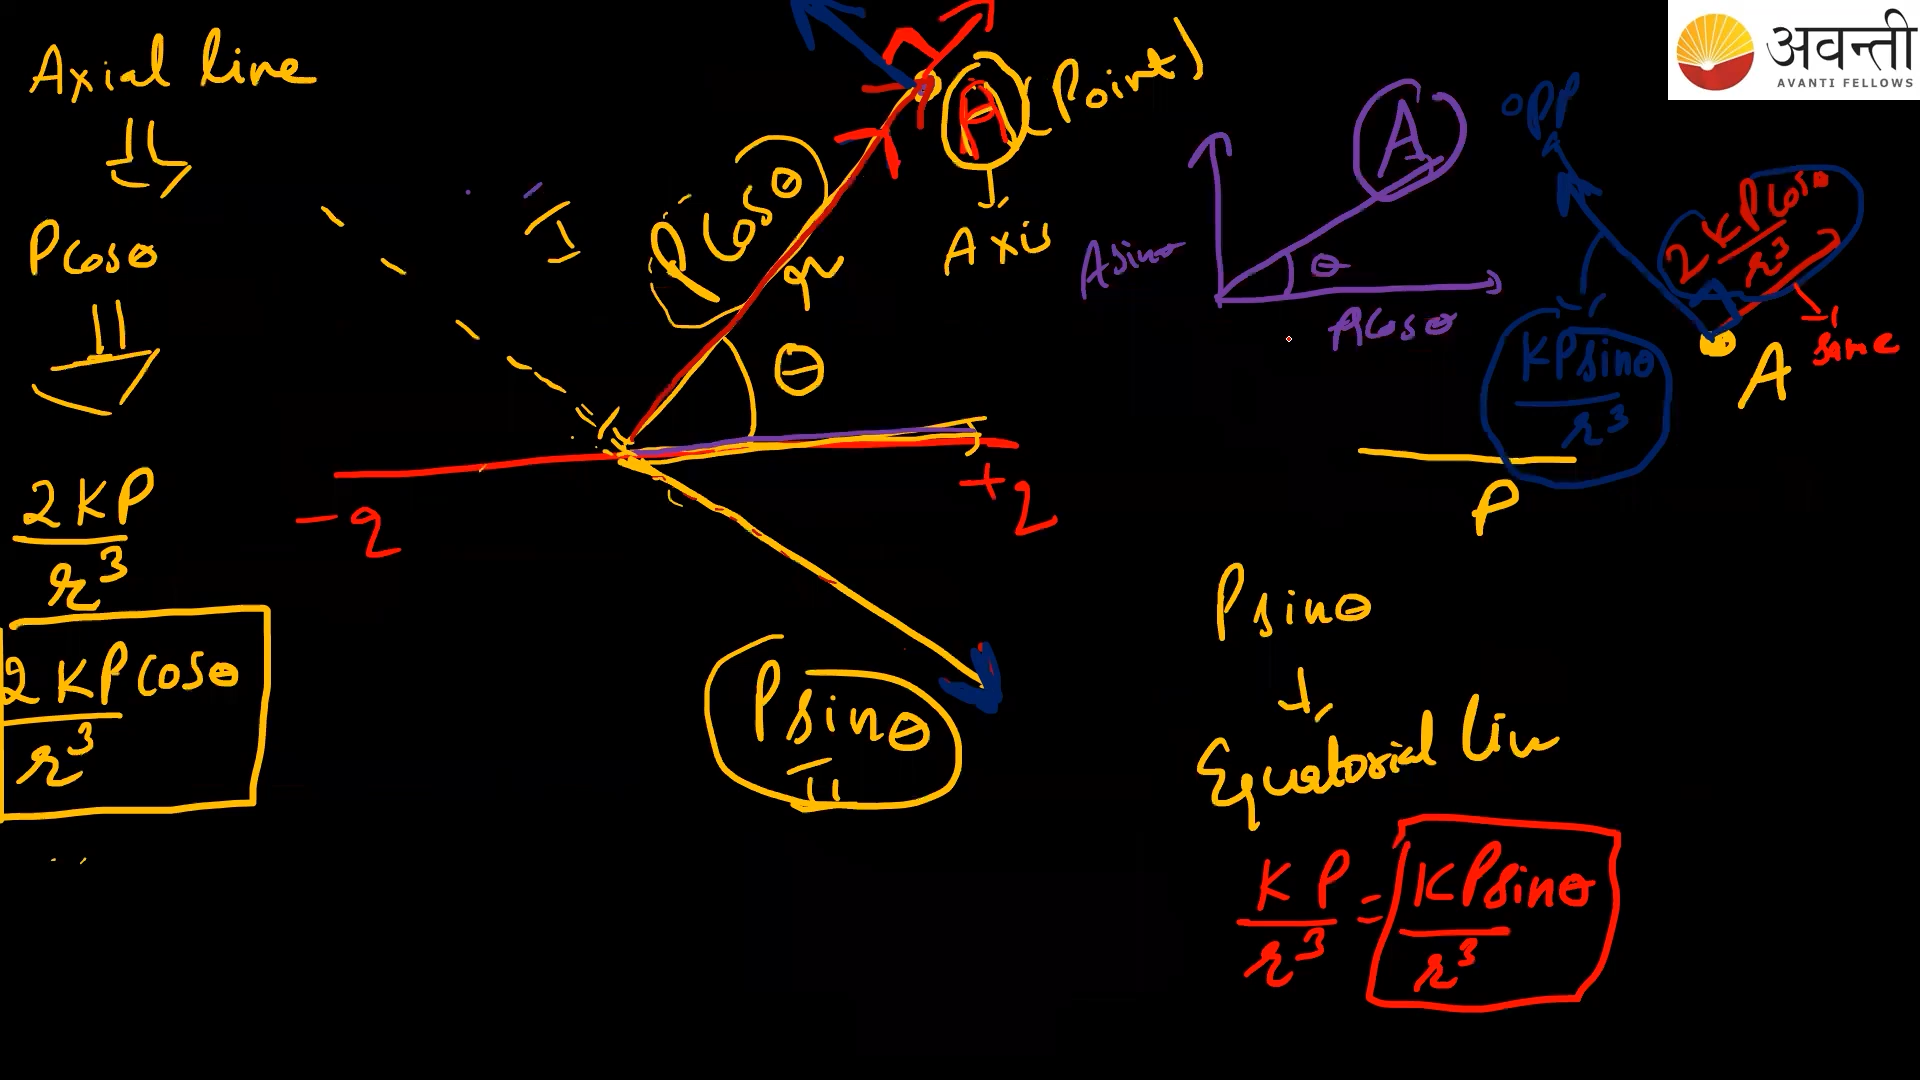 Axial line
Pcosθ
2KP
r³
2KPcosθ
r³
Pcosθ
r
θ
A (Point)
Axis
-q
+q
Psinθ
A
Asinθ
θ
Acosθ
opp
2KPcosθ
r³
same
KPsinθ
r³
A
P
Psinθ
Equatorial line
KP = KPsinθ
r³ r³
अवन्ती
AVANTI FELLOWS